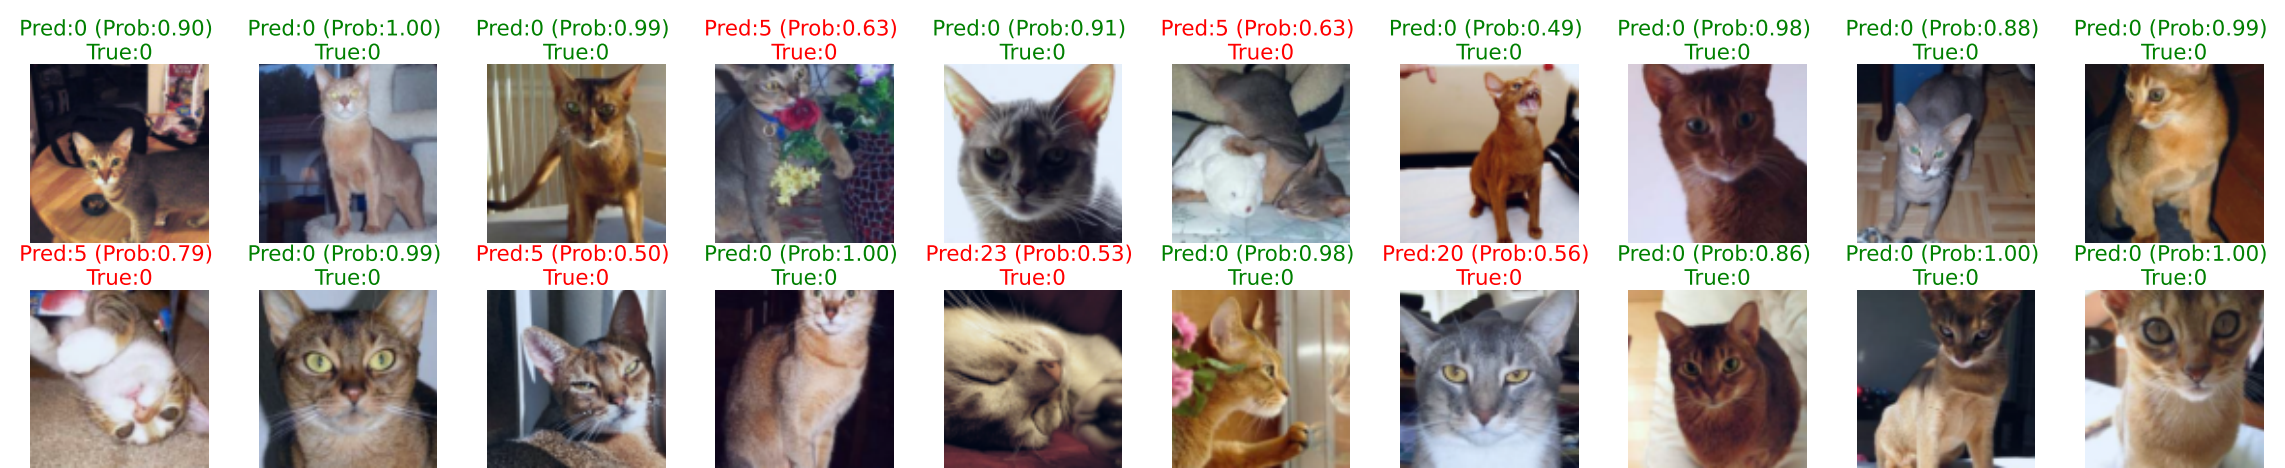 Pred:0 (Prob:0.90)
True:0
Pred:0 (Prob:1.00)
True:0
Pred:0 (Prob:0.99)
True:0
Pred:5 (Prob:0.63)
True:0
Pred:0 (Prob:0.91)
True:0
Pred:5 (Prob:0.63)
True:0
Pred:0 (Prob:0.49)
True:0
Pred:0 (Prob:0.98)
True:0
Pred:0 (Prob:0.88)
True:0
Pred:0 (Prob:0.99)
True:0
Pred:5 (Prob:0.79)
True:0
Pred:0 (Prob:0.99)
True:0
Pred:5 (Prob:0.50)
True:0
Pred:0 (Prob:1.00)
True:0
Pred:23 (Prob:0.53)
True:0
Pred:0 (Prob:0.98)
True:0
Pred:20 (Prob:0.56)
True:0
Pred:0 (Prob:0.86)
True:0
Pred:0 (Prob:1.00)
True:0
Pred:0 (Prob:1.00)
True:0